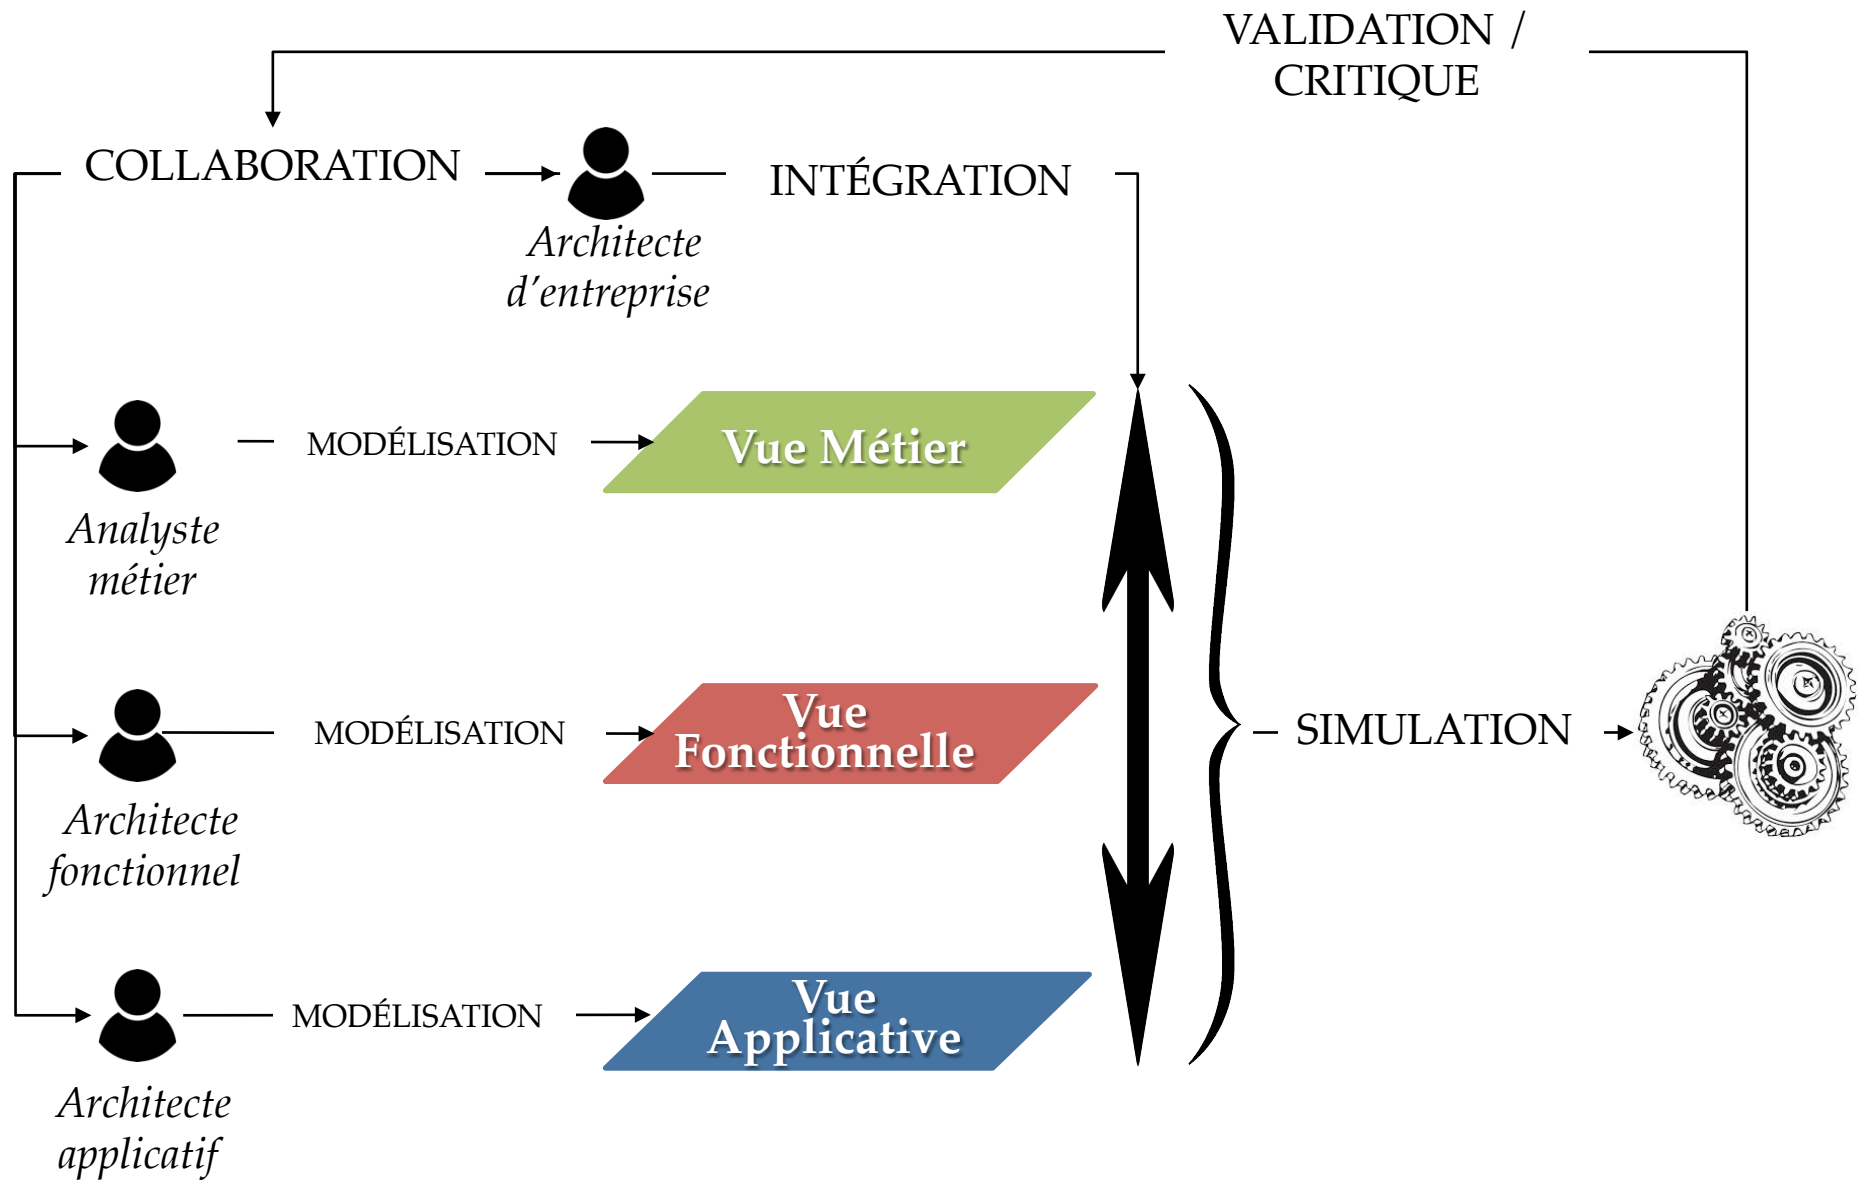 VALIDATION /
CRITIQUE
COLLABORATION
INTÉGRATION
Architecte
d'entreprise
MODÉLISATION
Vue Métier
Analyste
métier
MODÉLISATION
Vue
Fonctionnelle
SIMULATION
Architecte
fonctionnel
MODÉLISATION
Vue
Applicative
Architecte
applicatif